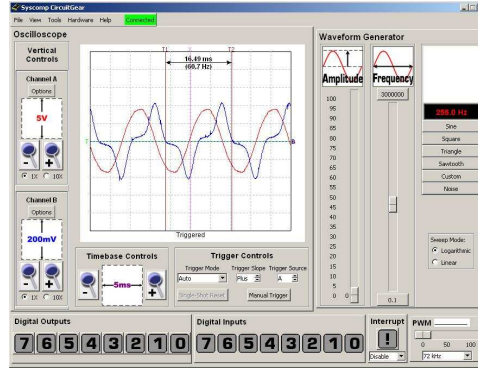 Syscomp CircuitGear
File View Tools Hardware Help Connected
Oscilloscope
Vertical
Controls
Channel A
Options
5V
1X 10X
Channel B
Options
200mV
1X 10X
T1 T2
16.49 ms
(60.7 Hz)
T B
Triggered
Timebase Controls
5ms
Trigger Controls
Trigger Mode Trigger Slope Trigger Source
Auto Plus A
Single-Shot Reset Manual Trigger
Waveform Generator
Amplitude Frequency
100
95
90
85
80
75
70
65
60
55
50
45
40
35
30
25
20
15
10
5
0 0
3000000
0.1
Sine
Square
Triangle
Sawtooth
Custom
Noise
Sweep Mode:
Logarithmic
Linear
Digital Outputs
7 6 5 4 3 2 1 0
Digital Inputs
7 6 5 4 3 2 1 0
Interrupt
!
Disable
PWM
0 50 100
72 kHz